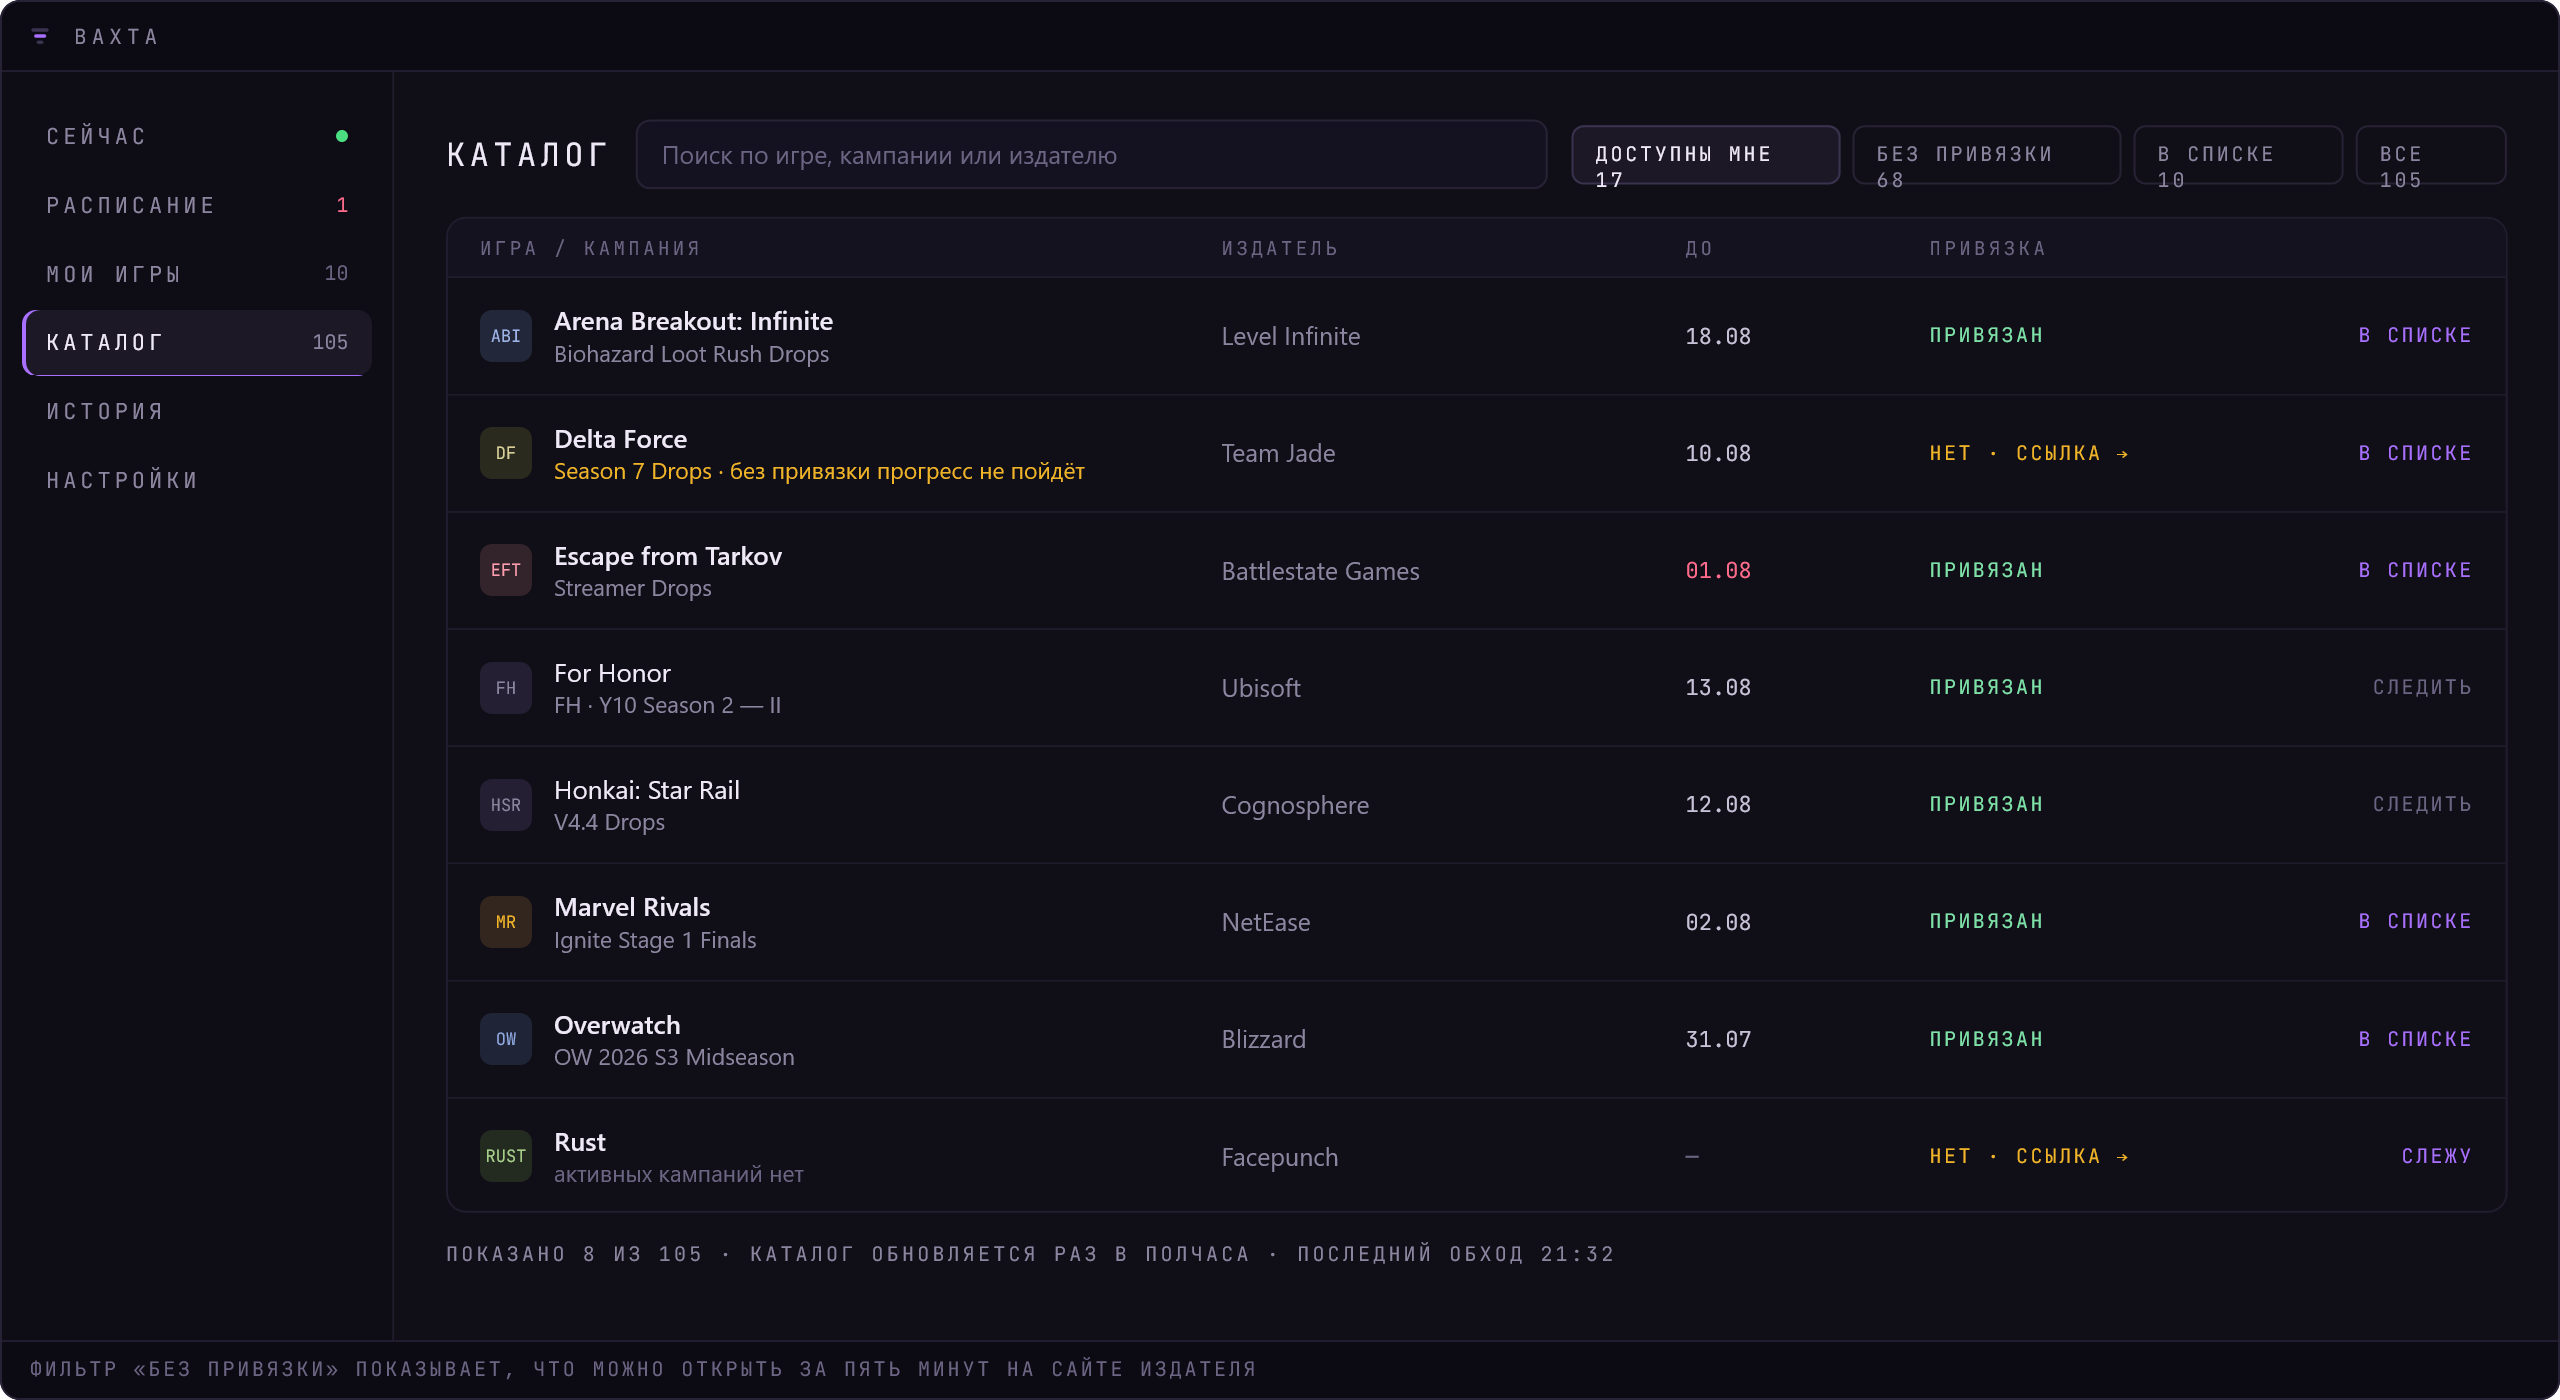 ВАХТА
СЕЙЧАС
РАСПИСАНИЕ 1
МОИ ИГРЫ 10
КАТАЛОГ 105
ИСТОРИЯ
НАСТРОЙКИ
КАТАЛОГ
Поиск по игре, кампании или издателю
ДОСТУПНЫ МНЕ
17
БЕЗ ПРИВЯЗКИ
68
В СПИСКЕ
10
ВСЕ
105
ИГРА / КАМПАНИЯ ИЗДАТЕЛЬ ДО ПРИВЯЗКА
ABI Arena Breakout: Infinite
Biohazard Loot Rush Drops
Level Infinite 18.08 ПРИВЯЗАН В СПИСКЕ
DF Delta Force
Season 7 Drops · без привязки прогресс не пойдёт
Team Jade 10.08 НЕТ · ССЫЛКА → В СПИСКЕ
EFT Escape from Tarkov
Streamer Drops
Battlestate Games 01.08 ПРИВЯЗАН В СПИСКЕ
FH For Honor
FH · Y10 Season 2 — II
Ubisoft 13.08 ПРИВЯЗАН СЛЕДИТЬ
HSR Honkai: Star Rail
V4.4 Drops
Cognosphere 12.08 ПРИВЯЗАН СЛЕДИТЬ
MR Marvel Rivals
Ignite Stage 1 Finals
NetEase 02.08 ПРИВЯЗАН В СПИСКЕ
OW Overwatch
OW 2026 S3 Midseason
Blizzard 31.07 ПРИВЯЗАН В СПИСКЕ
RUST Rust
активных кампаний нет
Facepunch — НЕТ · ССЫЛКА → СЛЕЖУ
ПОКАЗАНО 8 ИЗ 105 · КАТАЛОГ ОБНОВЛЯЕТСЯ РАЗ В ПОЛЧАСА · ПОСЛЕДНИЙ ОБХОД 21:32
ФИЛЬТР «БЕЗ ПРИВЯЗКИ» ПОКАЗЫВАЕТ, ЧТО МОЖНО ОТКРЫТЬ ЗА ПЯТЬ МИНУТ НА САЙТЕ ИЗДАТЕЛЯ